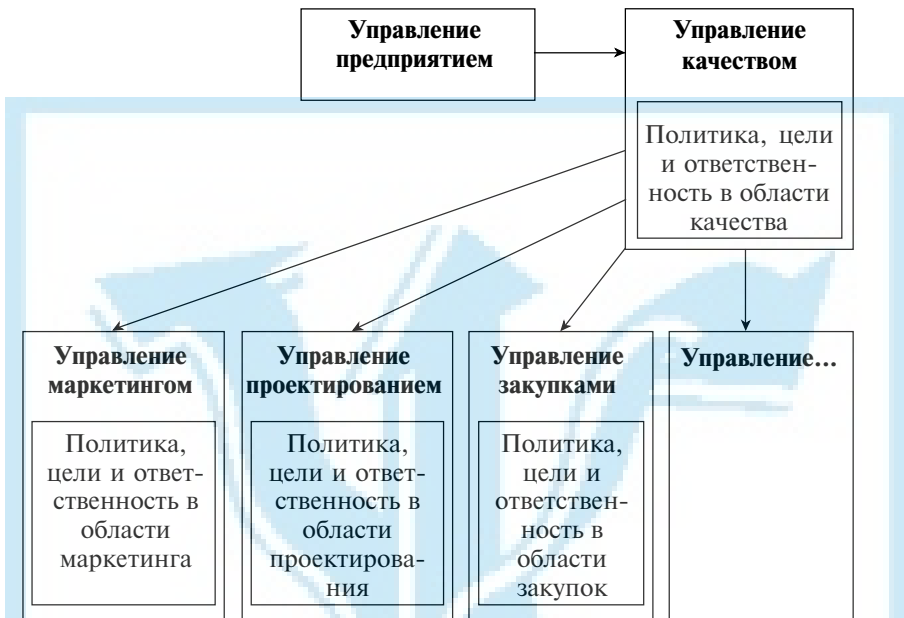 Управление
предприятием
Управление
качеством
Политика, цели
и ответствен-
ность в области
качества
Управление
маркетингом
Политика,
цели и ответ-
ственность в
области
маркетинга
Управление
проектированием
Политика,
цели и ответ-
ственность в
области
проектирова-
ния
Управление
закупками
Политика,
цели и
ответствен-
ность в
области
закупок
Управление...